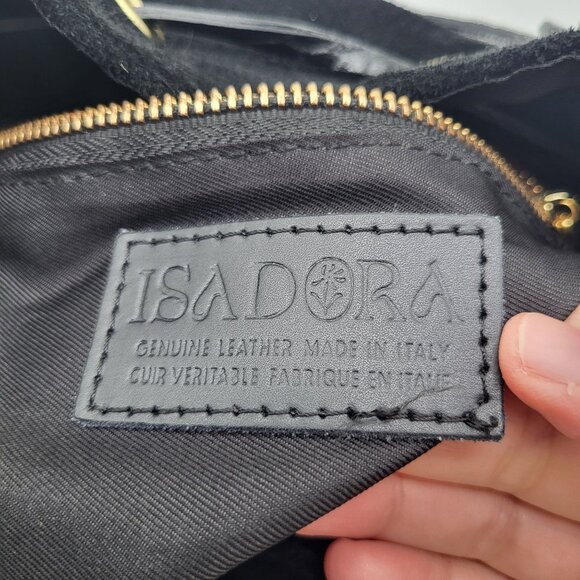 ISADORA
GENUINE LEATHER MADE IN ITALY
CUIR VERITABLE FABRIQUE EN ITALIE